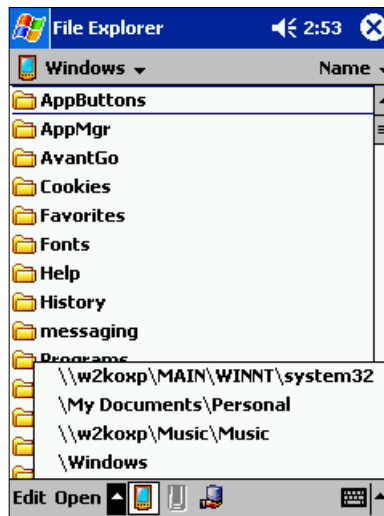 File Explorer 2:53
Windows Name
AppButtons
AppMgr
AvantGo
Cookies
Favorites
Fonts
Help
History
messaging
Programs
\\w2koxp\MAIN\WINNT\system32
\My Documents\Personal
\\w2koxp\Music\Music
\Windows
Edit Open